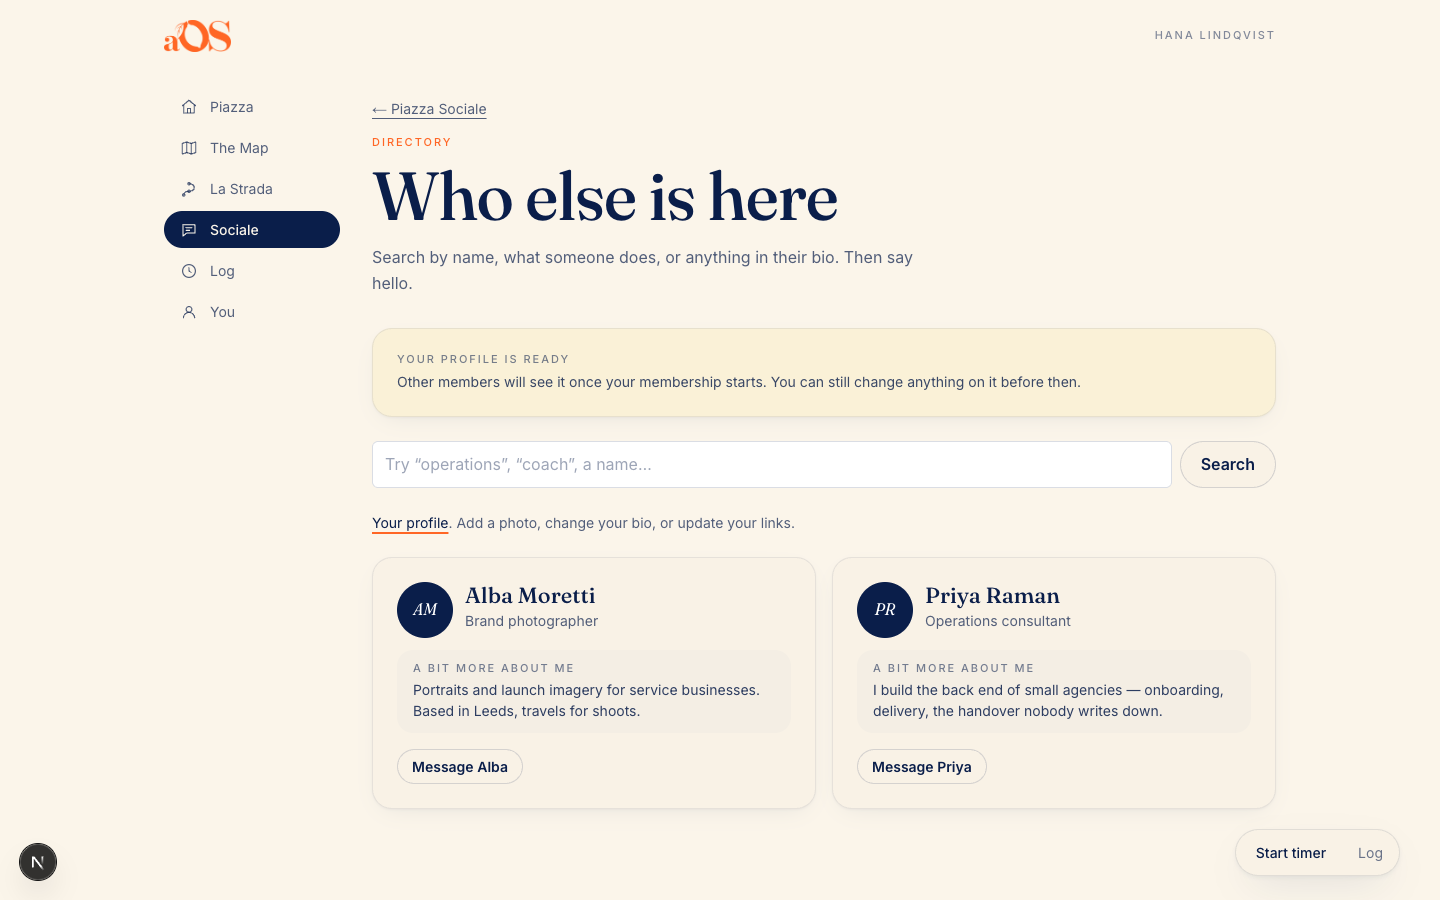 aOS
HANA LINDQVIST
Piazza
The Map
La Strada
Sociale
Log
You
← Piazza Sociale
DIRECTORY
Who else is here
Search by name, what someone does, or anything in their bio. Then say
hello.
YOUR PROFILE IS READY
Other members will see it once your membership starts. You can still change anything on it before then.
Try “operations”, “coach”, a name...
Search
Your profile. Add a photo, change your bio, or update your links.
AM
Alba Moretti
Brand photographer
A BIT MORE ABOUT ME
Portraits and launch imagery for service businesses.
Based in Leeds, travels for shoots.
Message Alba
PR
Priya Raman
Operations consultant
A BIT MORE ABOUT ME
I build the back end of small agencies — onboarding,
delivery, the handover nobody writes down.
Message Priya
N
Start timer
Log